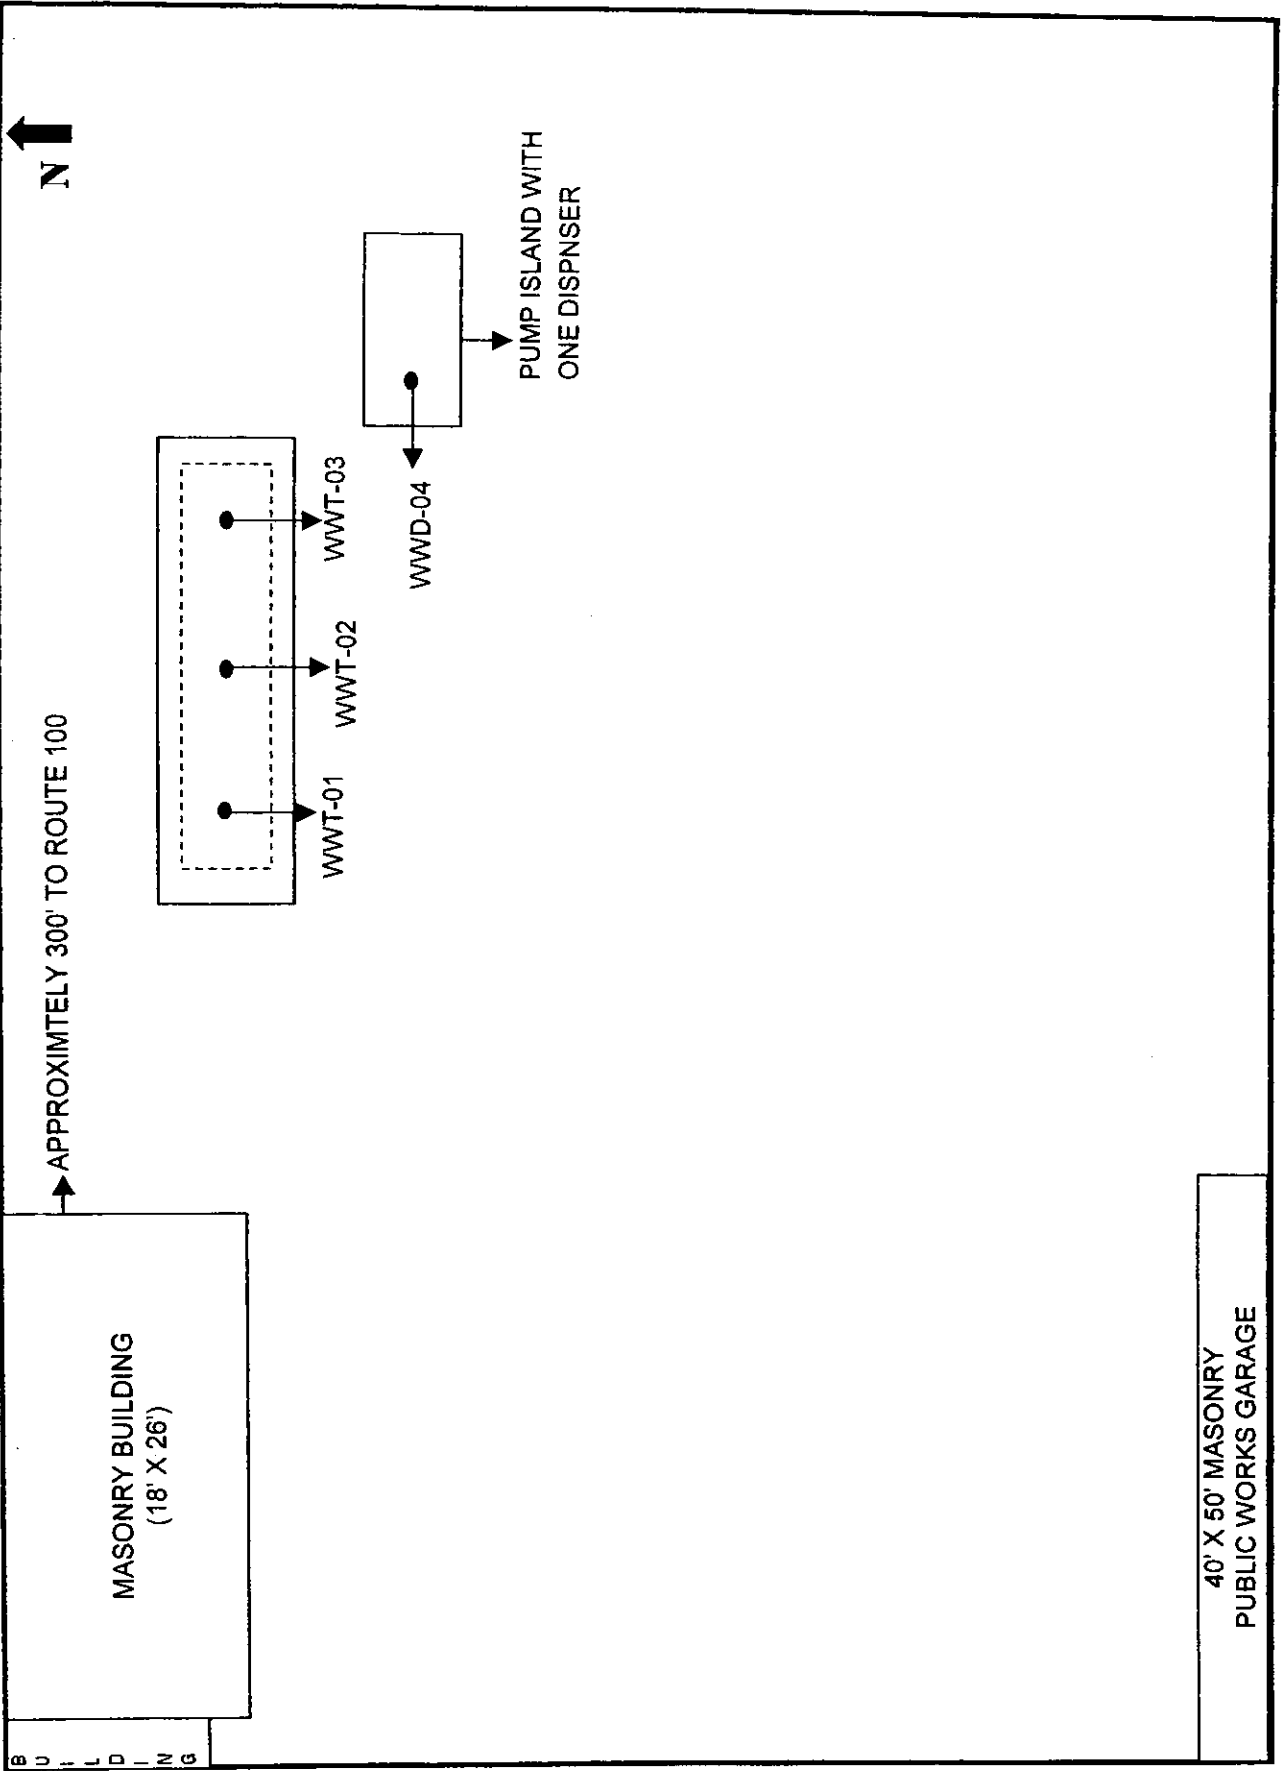 BUILDING
MASONRY BUILDING
(18' X 26')
APPROXIMTELY 300' TO ROUTE 100
N
WWT-01
WWT-02
WWT-03
WWD-04
PUMP ISLAND WITH
ONE DISPNSER
40' X 50' MASONRY
PUBLIC WORKS GARAGE